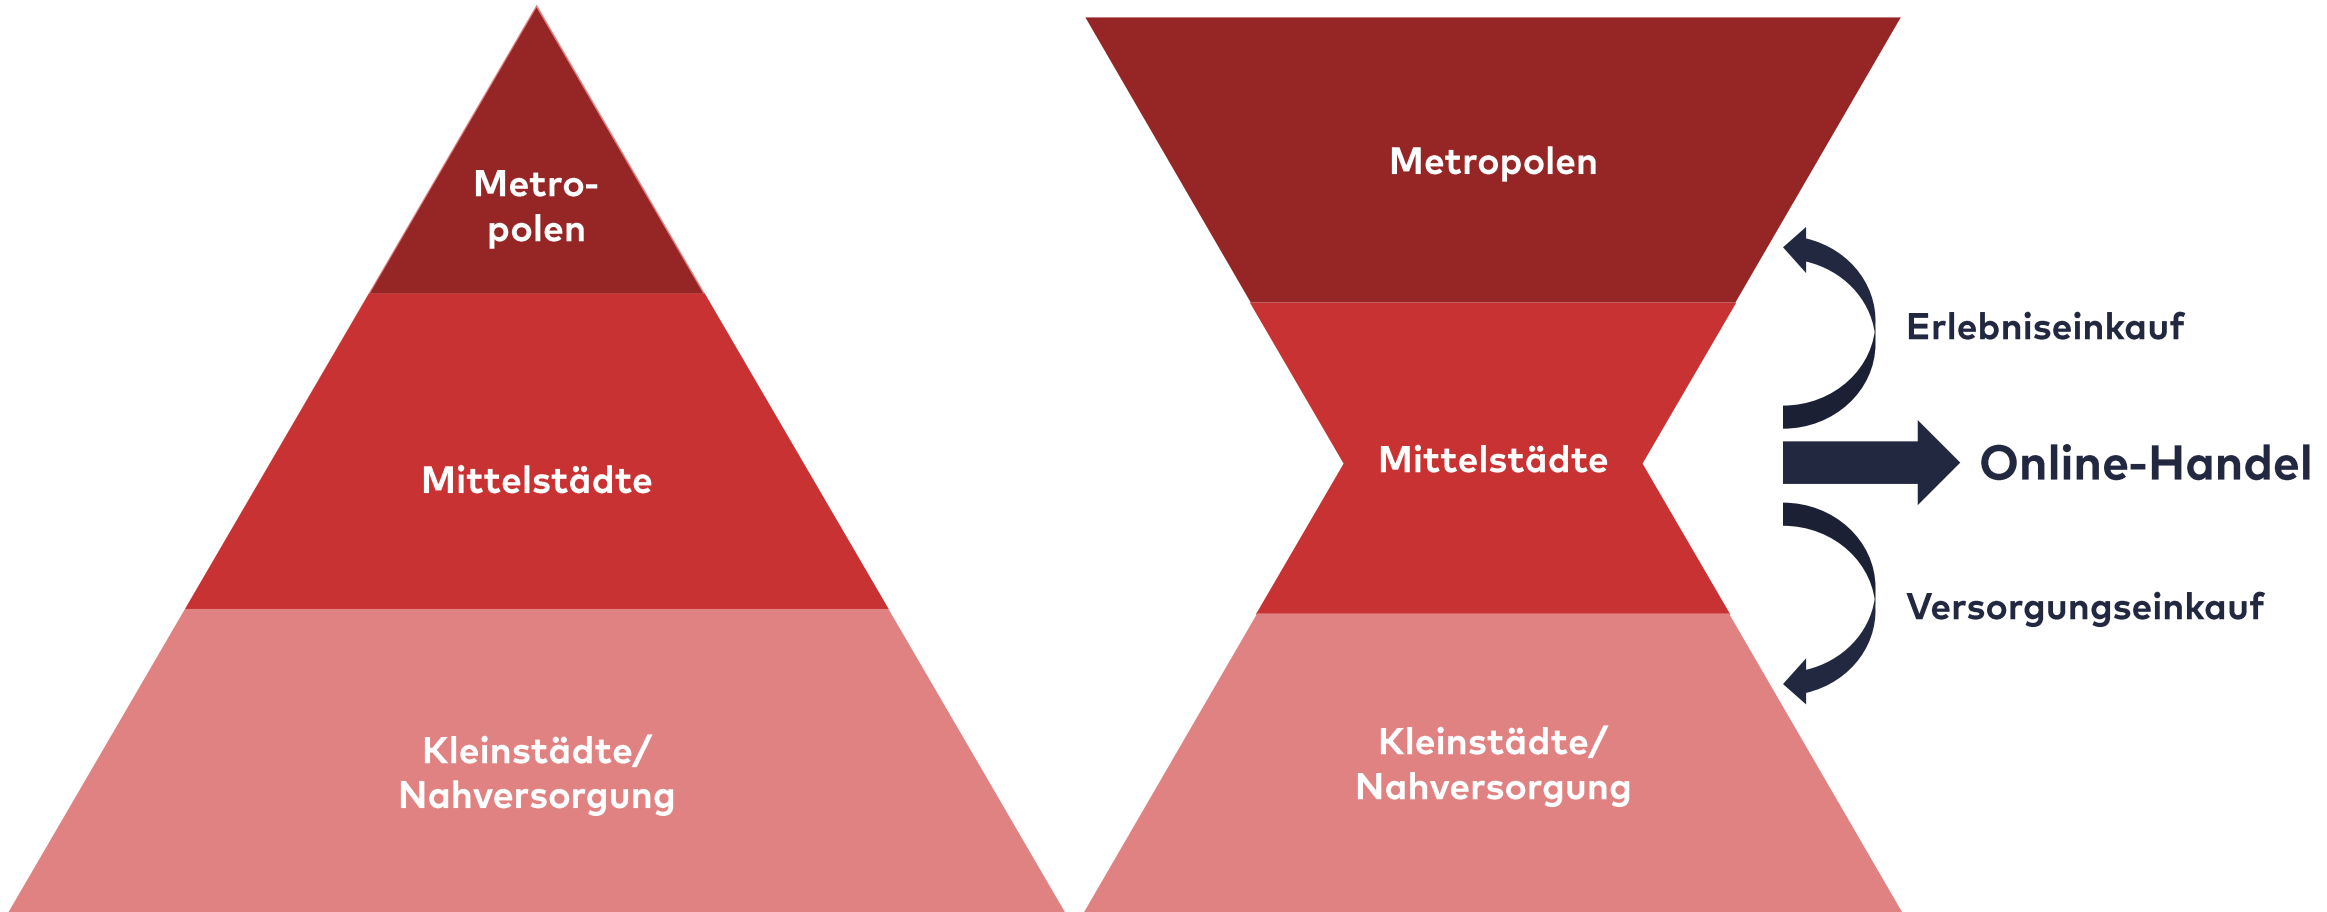 Metro-
polen
Mittelstädte
Kleinstädte/
Nahversorgung
Metropolen
Mittelstädte
Kleinstädte/
Nahversorgung
Erlebniseinkauf
Online-Handel
Versorgungseinkauf